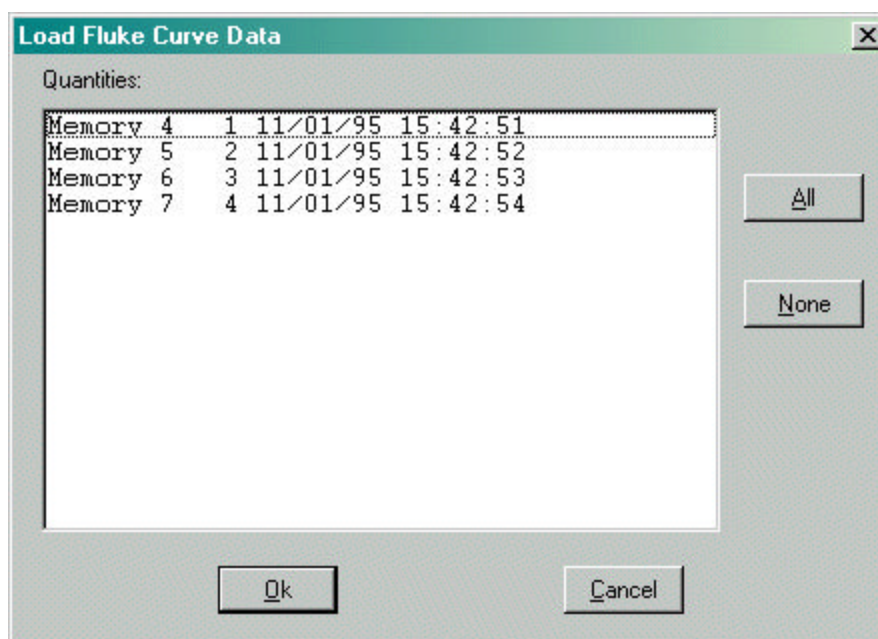 Load Fluke Curve Data
Quantities:
Memory 4   1 11/01/95 15:42:51
Memory 5   2 11/01/95 15:42:52
Memory 6   3 11/01/95 15:42:53
Memory 7   4 11/01/95 15:42:54
All
None
Ok
Cancel